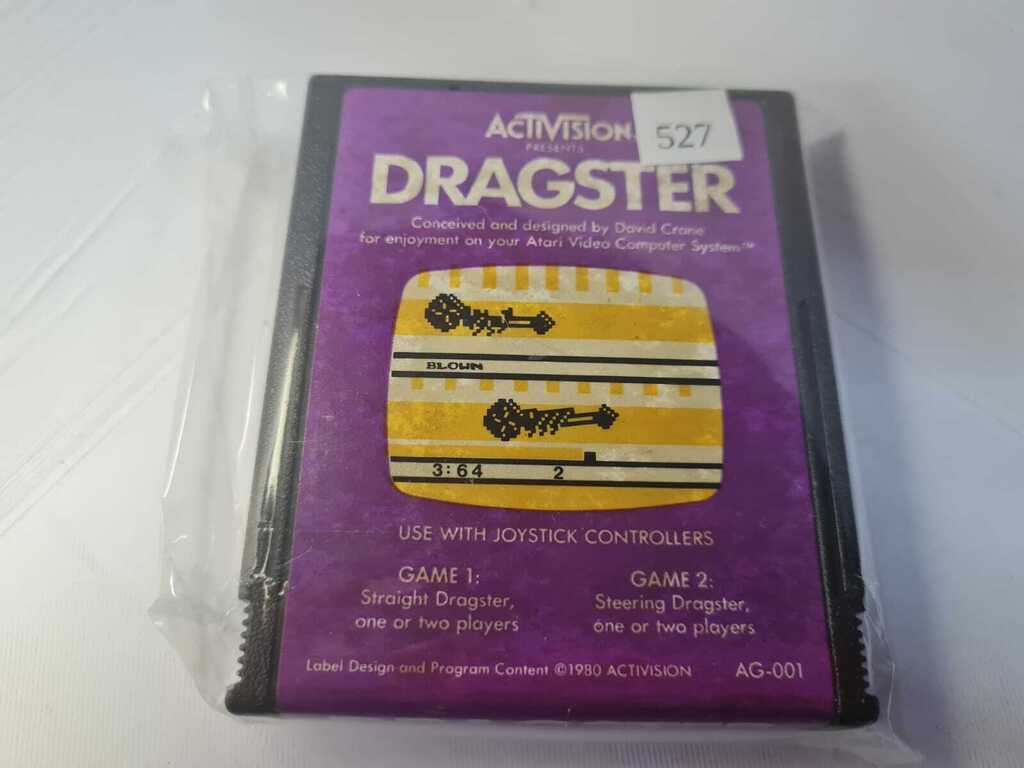 ACTIVISION
527
PRESENTS
DRAGSTER
Conceived and designed by David Crane
for enjoyment on your Atari Video Computer System™
BLOWN
3:64 2
USE WITH JOYSTICK CONTROLLERS
GAME 1:
Straight Dragster,
one or two players
GAME 2:
Steering Dragster,
one or two players
Label Design and Program Content ©1980 ACTIVISION AG-001